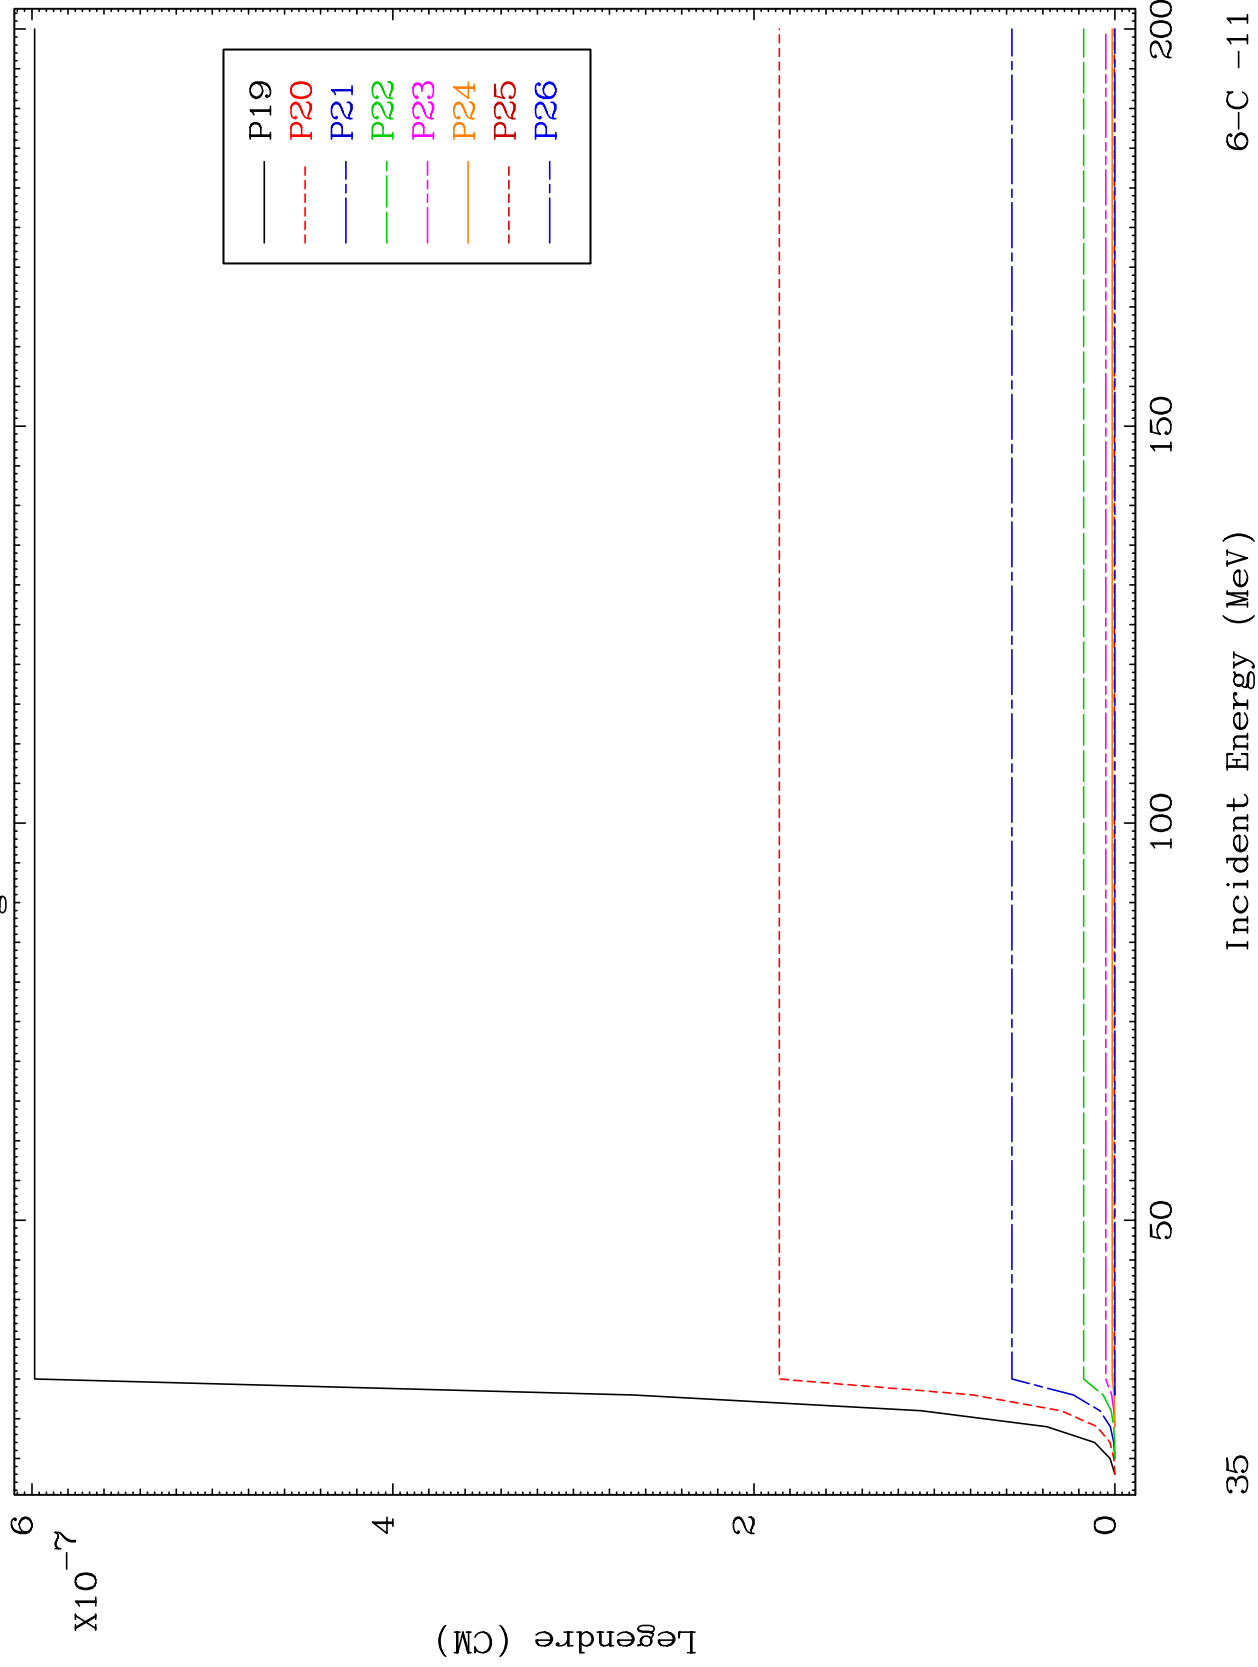 6
X10-7
4
2
0
Legendre (CM)
P19
P20
P21
P22
P23
P24
P25
P26
50
100
150
200
Incident Energy (MeV)
35
6-C -11